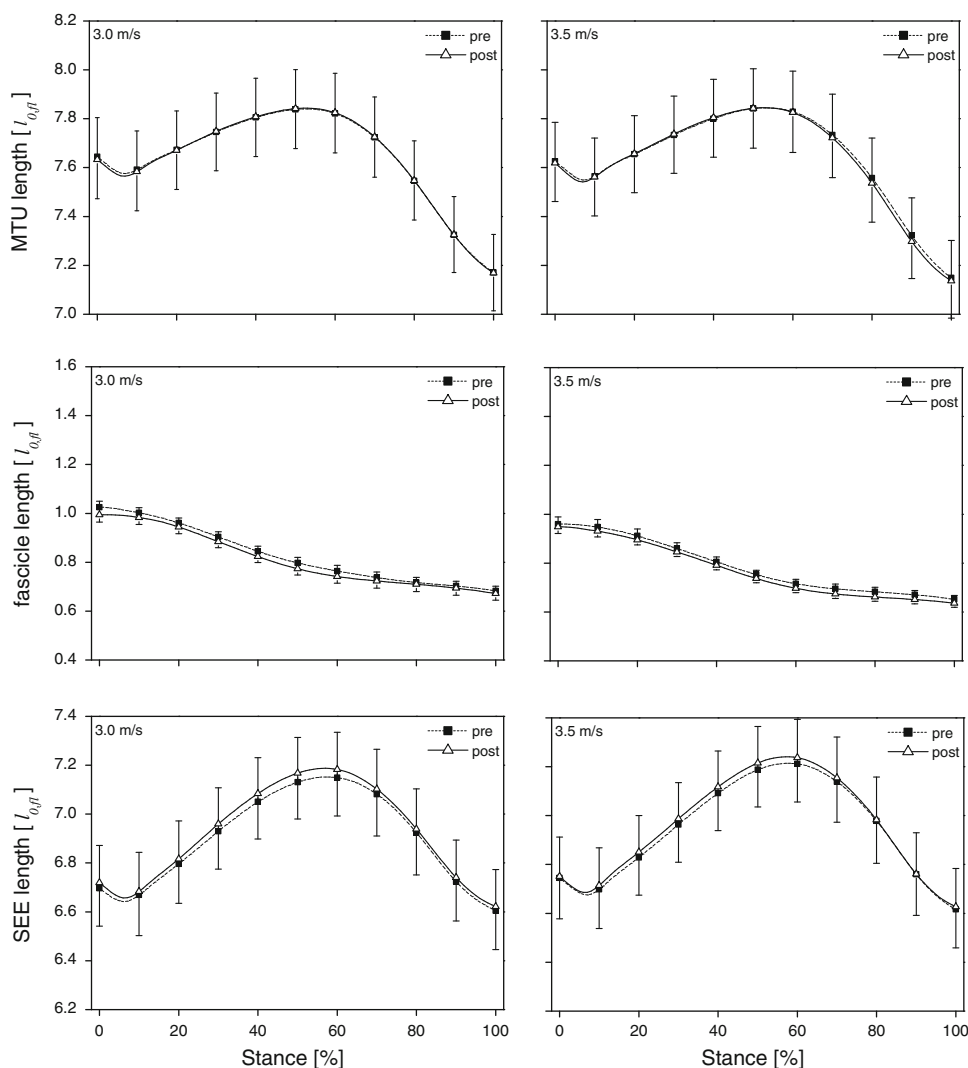 3.0 m/s
pre
post
8.2
8.0
7.8
7.6
7.4
7.2
7.0
MTU length [ l0,fl ]
3.5 m/s
pre
post
3.0 m/s
pre
post
1.6
1.4
1.2
1.0
0.8
0.6
0.4
fascicle length [ l0,fl ]
3.5 m/s
pre
post
3.0 m/s
pre
post
7.4
7.2
7.0
6.8
6.6
6.4
6.2
SEE length [ l0,fl ]
0 20 40 60 80 100
Stance [%]
3.5 m/s
pre
post
0 20 40 60 80 100
Stance [%]